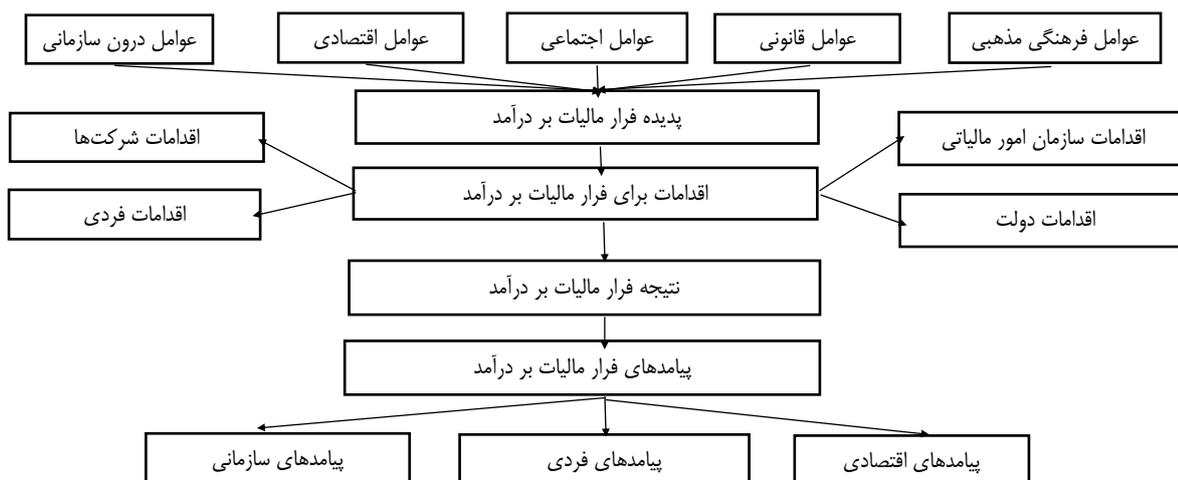 عوامل فرهنگی مذهبی
عوامل قانونی
عوامل اجتماعی
عوامل اقتصادی
عوامل درون سازمانی
پدیده فرار مالیات بر درآمد
اقدامات سازمان امور مالیاتی
اقدامات شرکت‌ها
اقدامات برای فرار مالیات بر درآمد
اقدامات دولت
اقدامات فردی
نتیجه فرار مالیات بر درآمد
پیامدهای فرار مالیات بر درآمد
پیامدهای اقتصادی
پیامدهای فردی
پیامدهای سازمانی